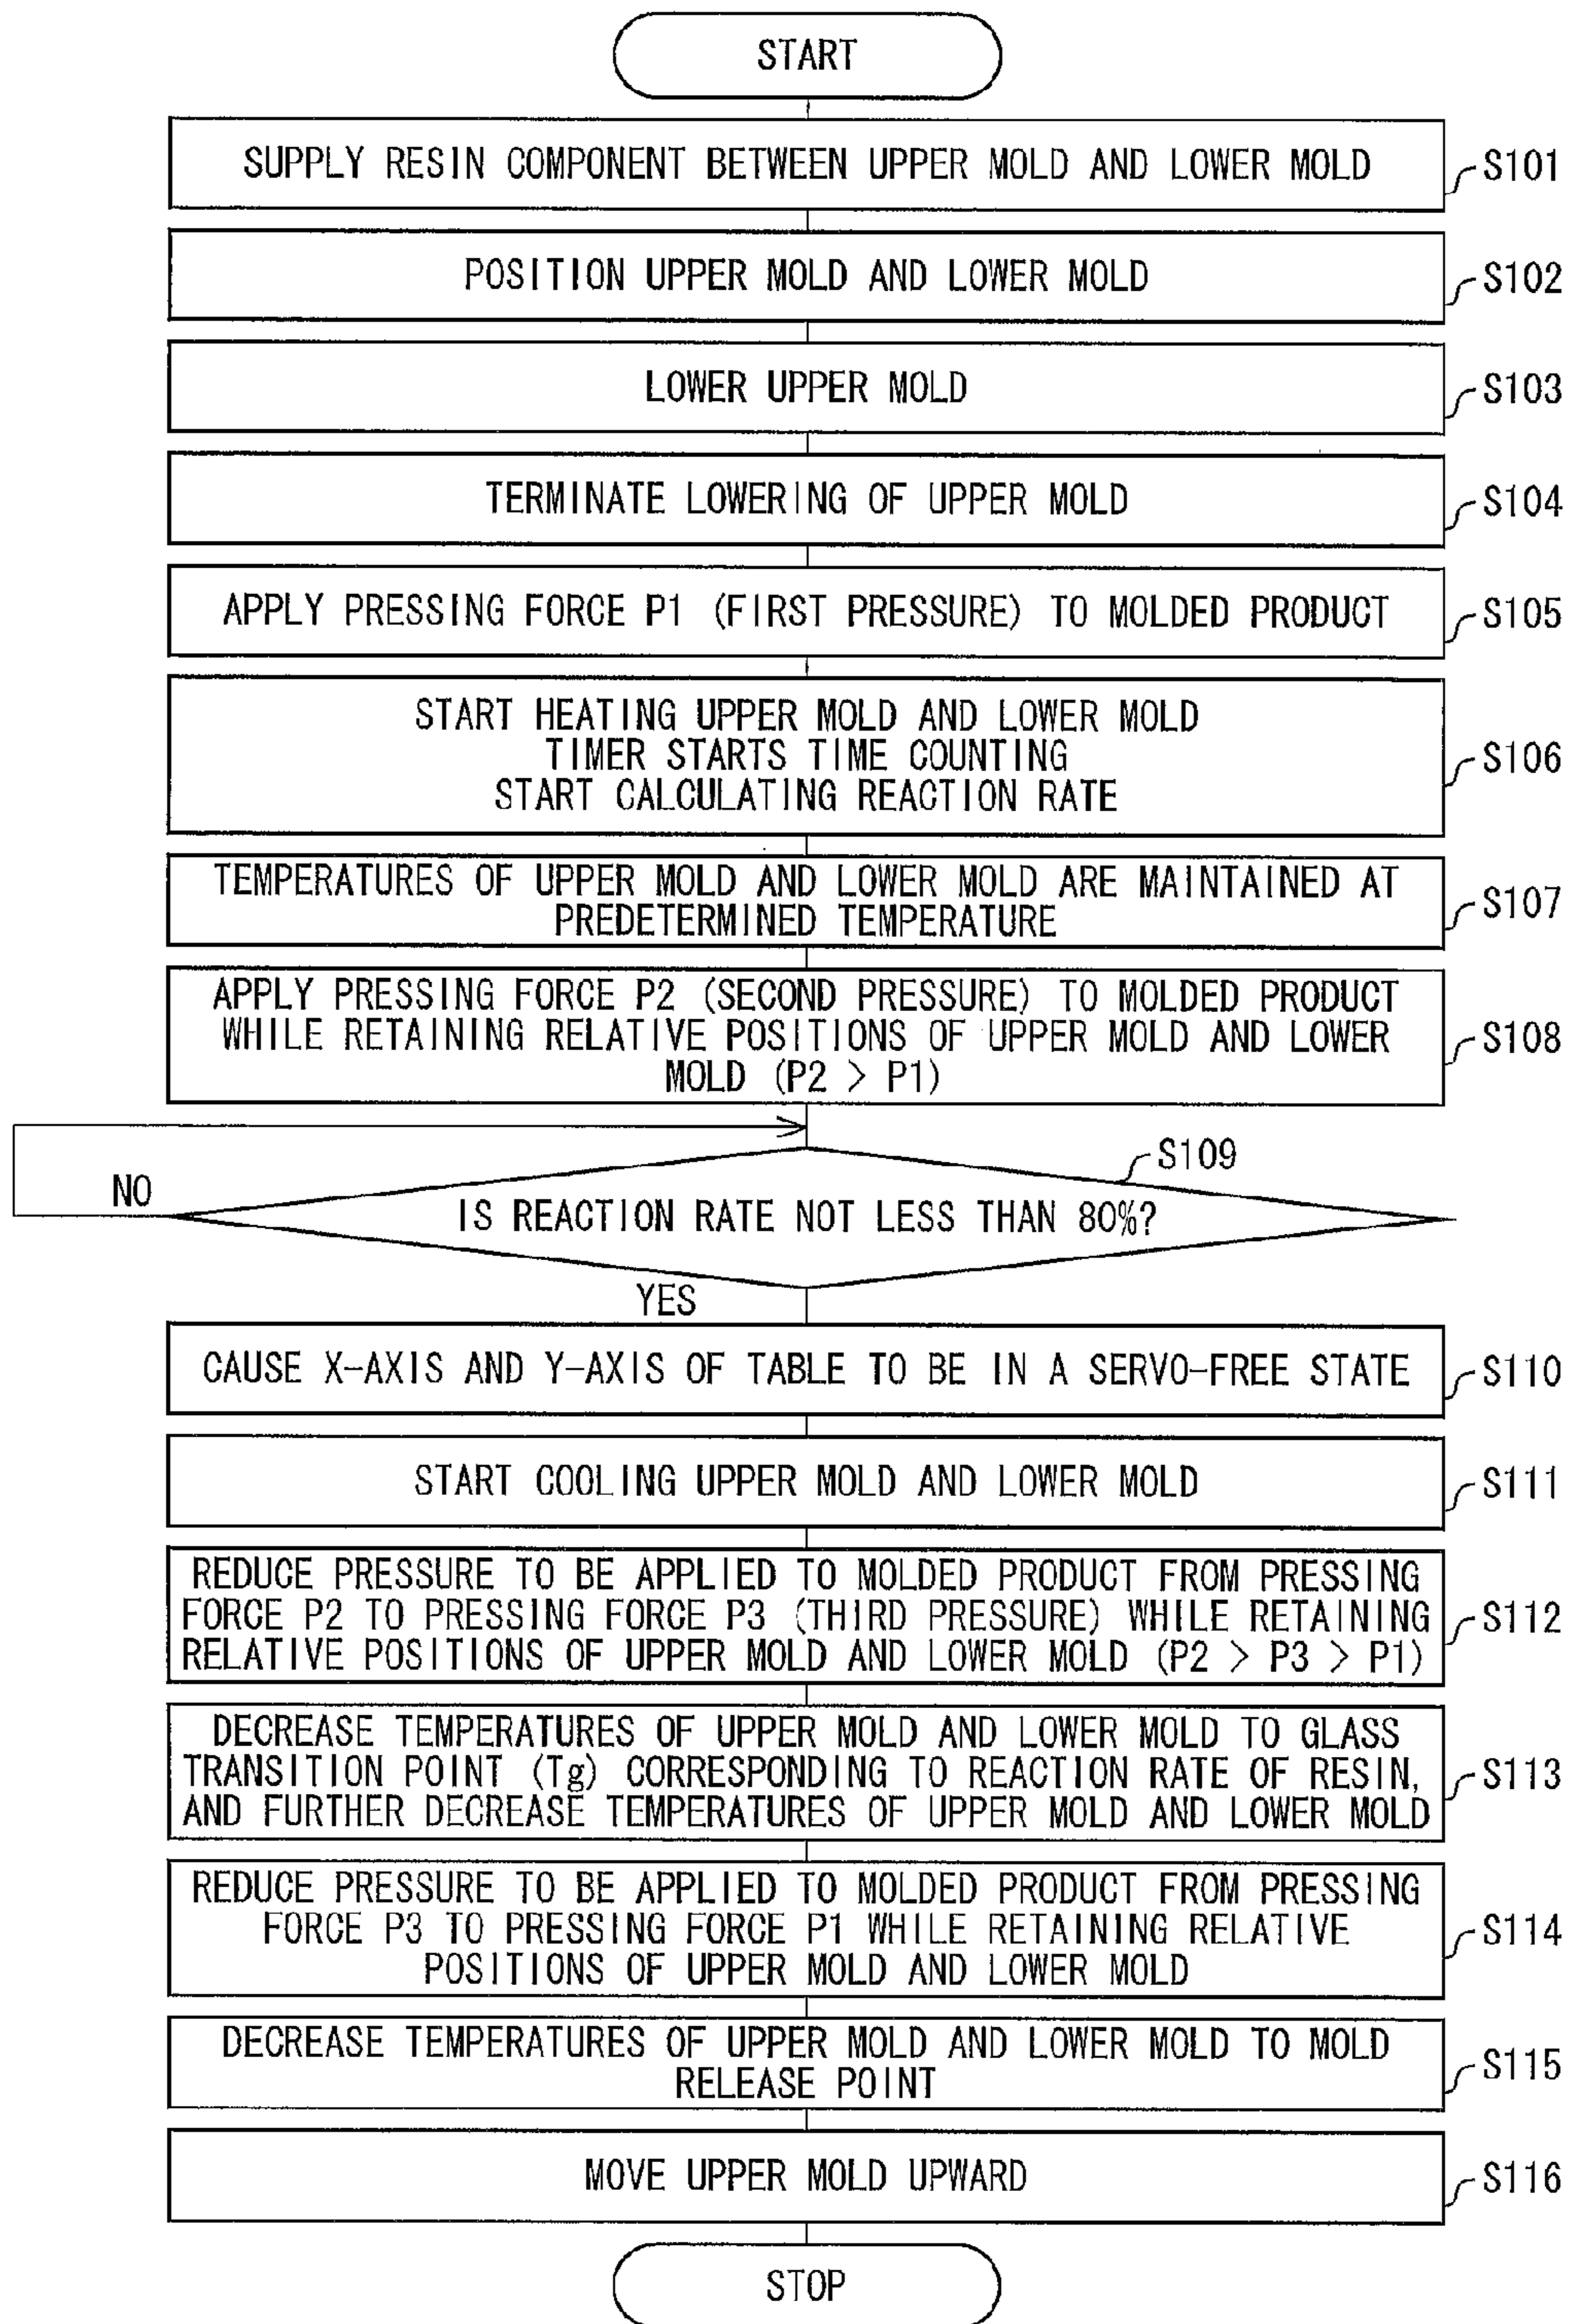 START
SUPPLY RESIN COMPONENT BETWEEN UPPER MOLD AND LOWER MOLD
S101
POSITION UPPER MOLD AND LOWER MOLD
S102
LOWER UPPER MOLD
S103
TERMINATE LOWERING OF UPPER MOLD
S104
APPLY PRESSING FORCE P1 (FIRST PRESSURE) TO MOLDED PRODUCT
S105
START HEATING UPPER MOLD AND LOWER MOLD
TIMER STARTS TIME COUNTING
START CALCULATING REACTION RATE
S106
TEMPERATURES OF UPPER MOLD AND LOWER MOLD ARE MAINTAINED AT
PREDETERMINED TEMPERATURE
S107
APPLY PRESSING FORCE P2 (SECOND PRESSURE) TO MOLDED PRODUCT
WHILE RETAINING RELATIVE POSITIONS OF UPPER MOLD AND LOWER
MOLD (P2 > P1)
S108
S109
NO
IS REACTION RATE NOT LESS THAN 80%?
YES
CAUSE X-AXIS AND Y-AXIS OF TABLE TO BE IN A SERVO-FREE STATE
S110
START COOLING UPPER MOLD AND LOWER MOLD
S111
REDUCE PRESSURE TO BE APPLIED TO MOLDED PRODUCT FROM PRESSING
FORCE P2 TO PRESSING FORCE P3 (THIRD PRESSURE) WHILE RETAINING
RELATIVE POSITIONS OF UPPER MOLD AND LOWER MOLD (P2 > P3 > P1)
S112
DECREASE TEMPERATURES OF UPPER MOLD AND LOWER MOLD TO GLASS
TRANSITION POINT (Tg) CORRESPONDING TO REACTION RATE OF RESIN,
AND FURTHER DECREASE TEMPERATURES OF UPPER MOLD AND LOWER MOLD
S113
REDUCE PRESSURE TO BE APPLIED TO MOLDED PRODUCT FROM PRESSING
FORCE P3 TO PRESSING FORCE P1 WHILE RETAINING RELATIVE
POSITIONS OF UPPER MOLD AND LOWER MOLD
S114
DECREASE TEMPERATURES OF UPPER MOLD AND LOWER MOLD TO MOLD
RELEASE POINT
S115
MOVE UPPER MOLD UPWARD
S116
STOP